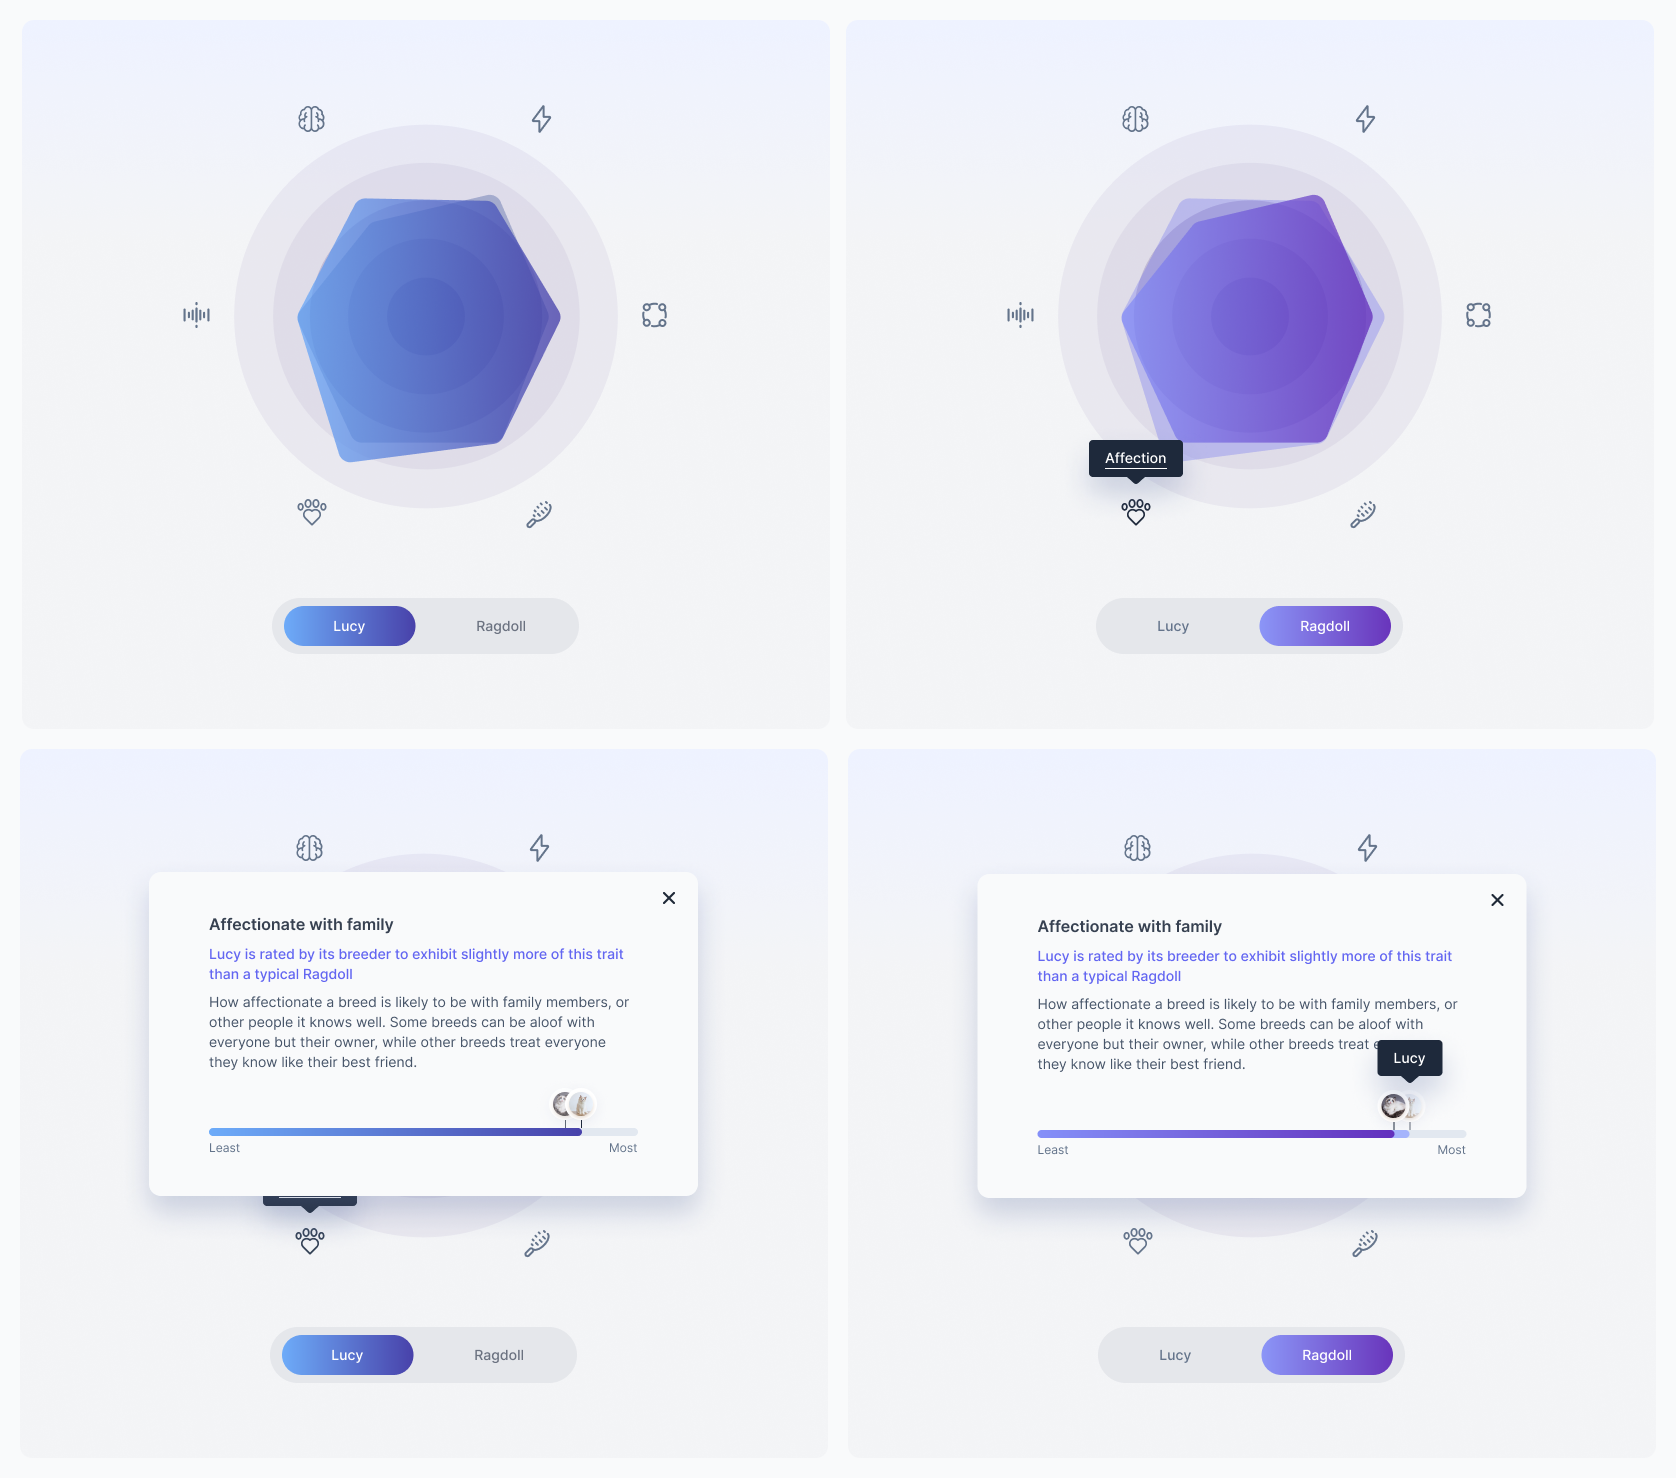 Lucy
Ragdoll
Affection
Lucy
Ragdoll
Affectionate with family
Lucy is rated by its breeder to exhibit slightly more of this trait
than a typical Ragdoll
How affectionate a breed is likely to be with family members, or
other people it knows well. Some breeds can be aloof with
everyone but their owner, while other breeds treat everyone
they know like their best friend.
Least
Most
Lucy
Ragdoll
Affectionate with family
Lucy is rated by its breeder to exhibit slightly more of this trait
than a typical Ragdoll
How affectionate a breed is likely to be with family members, or
other people it knows well. Some breeds can be aloof with
everyone but their owner, while other breeds treat
Lucy
they know like their best friend.
Least
Most
Lucy
Ragdoll